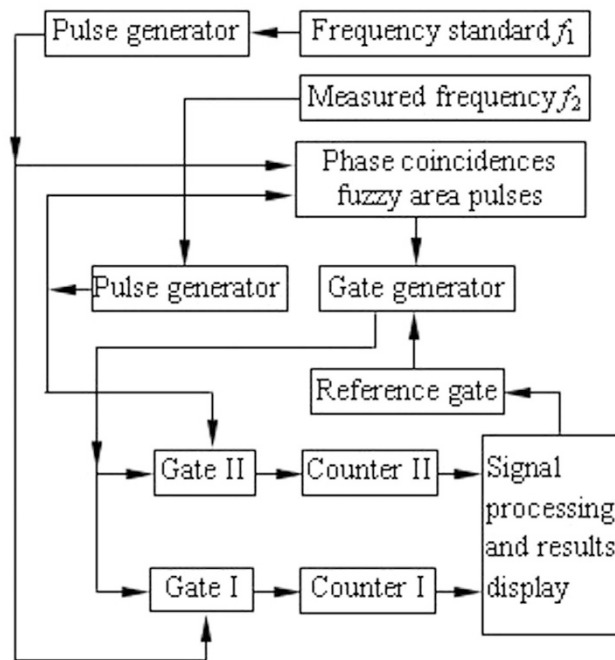 Pulse generator
Frequency standard f₁
Measured frequency f₂
Phase coincidences
fuzzy area pulses
Pulse generator
Gate generator
Reference gate
Gate II
Counter II
Signal
processing
and results
display
Gate I
Counter I